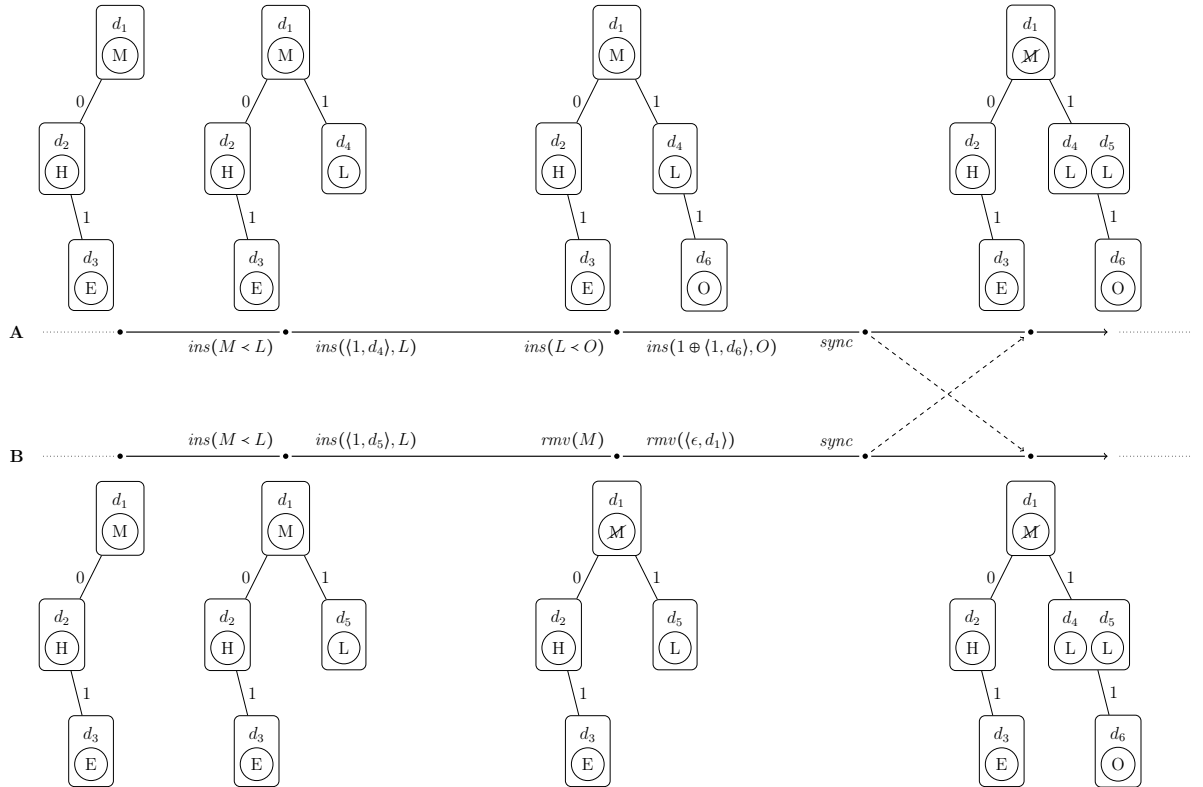 d1 d1 d1 d1
M M M M̸
0 0 1 0 1 0 1
d2 d2 d4 d2 d4 d2 d4 d5
H H L H L H L L
1 1 1 1 1 1
d3 d3 d3 d6 d3 d6
E E E O E O
A
ins(M < L) ins(⟨1, d4⟩, L) ins(L < O) ins(1 ⊕ ⟨1, d6⟩, O) sync
ins(M < L) ins(⟨1, d5⟩, L) rmv(M) rmv(⟨ϵ, d1⟩) sync
B
d1 d1 d1 d1
M M M̸ M̸
0 0 1 0 1 0 1
d2 d2 d5 d2 d5 d2 d4 d5
H H L H L H L L
1 1 1 1 1
d3 d3 d3 d3 d6
E E E E O